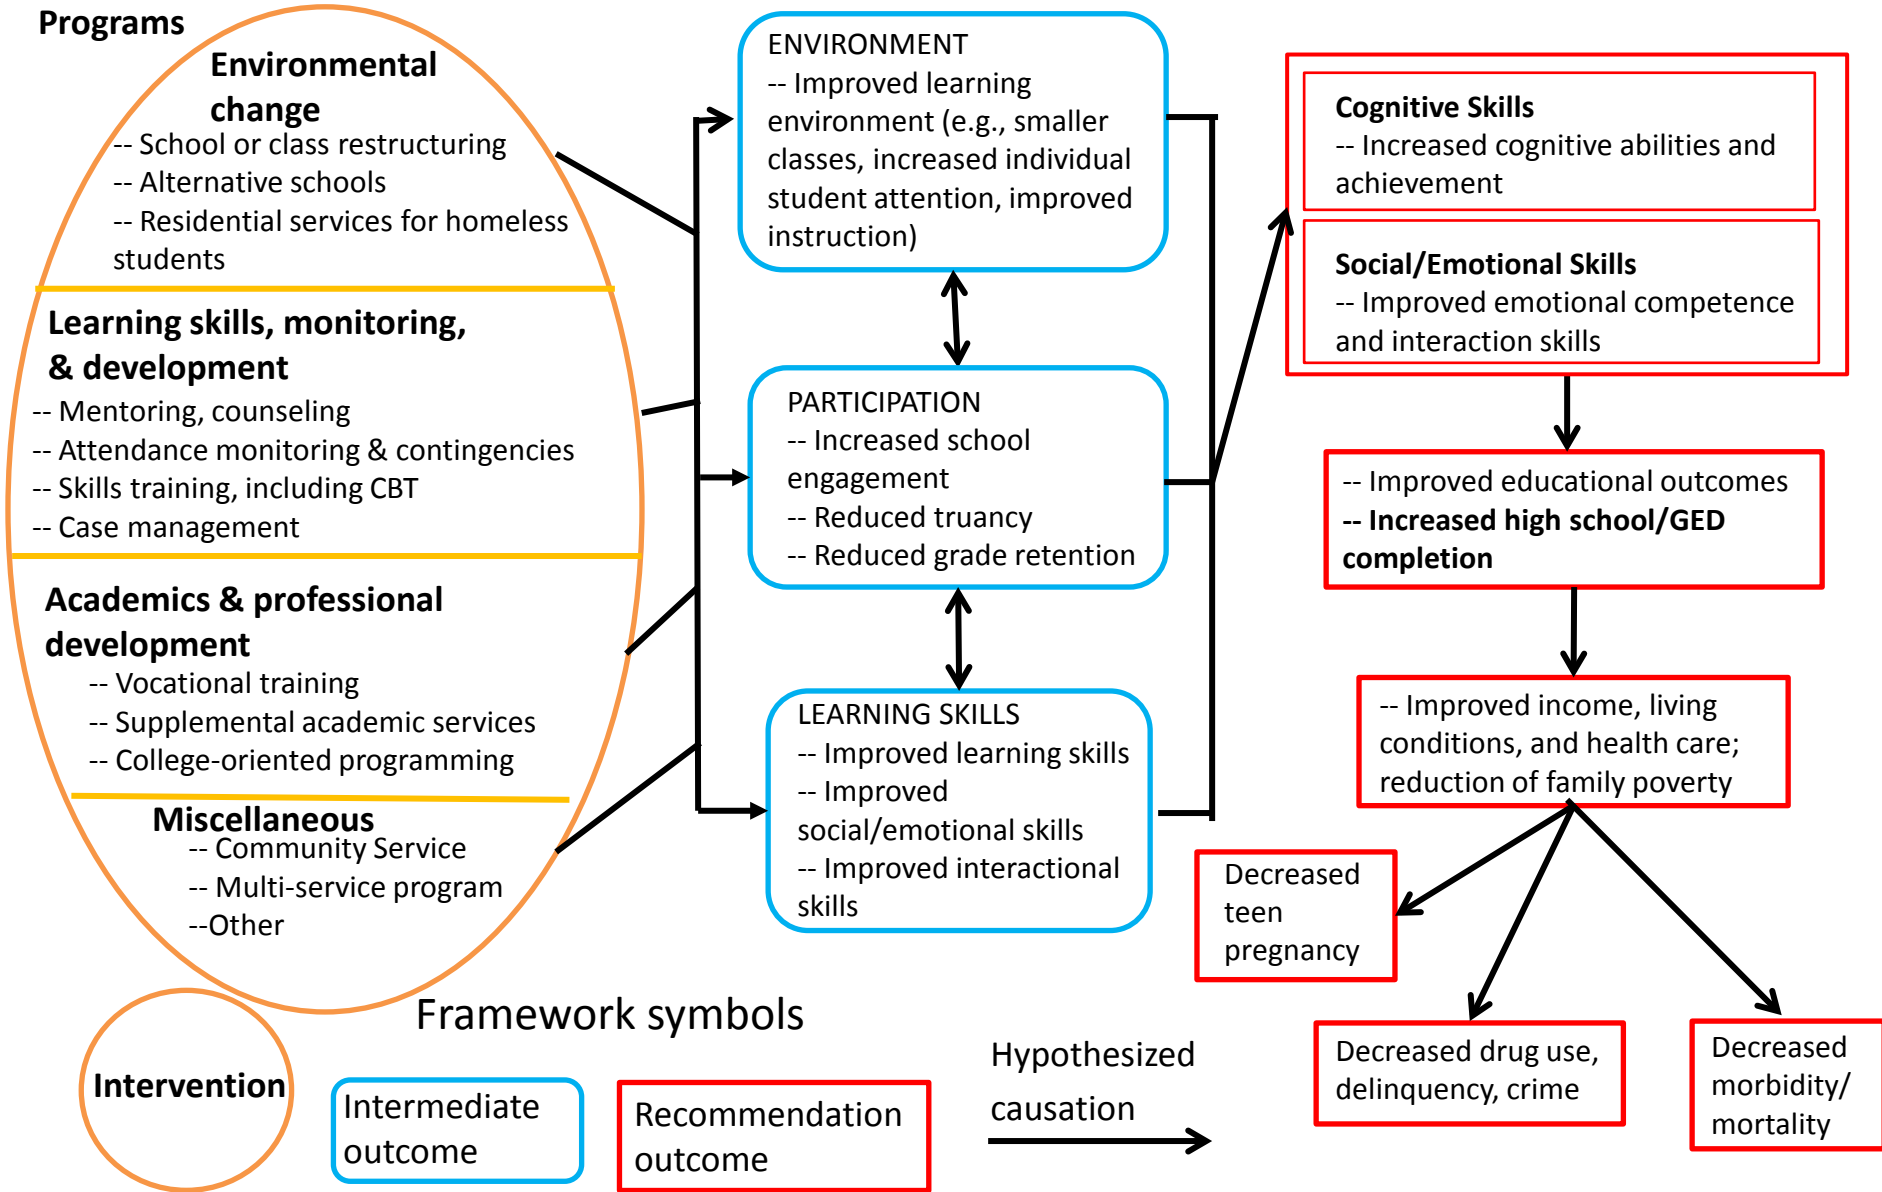 Programs
Environmental
change
-- School or class restructuring
-- Alternative schools
-- Residential services for homeless
students
Learning skills, monitoring,
& development
-- Mentoring, counseling
-- Attendance monitoring & contingencies
-- Skills training, including CBT
-- Case management
Academics & professional
development
-- Vocational training
-- Supplemental academic services
-- College-oriented programming
Miscellaneous
-- Community Service
-- Multi-service program
--Other
ENVIRONMENT
-- Improved learning
environment (e.g., smaller
classes, increased individual
student attention, improved
instruction)
PARTICIPATION
-- Increased school
engagement
-- Reduced truancy
-- Reduced grade retention
LEARNING SKILLS
-- Improved learning skills
-- Improved
social/emotional skills
-- Improved interactional
skills
Cognitive Skills
-- Increased cognitive abilities and
achievement
Social/Emotional Skills
-- Improved emotional competence
and interaction skills
-- Improved educational outcomes
-- Increased high school/GED
completion
-- Improved income, living
conditions, and health care;
reduction of family poverty
Decreased
teen
pregnancy
Decreased drug use,
delinquency, crime
Decreased
morbidity/
mortality
Framework symbols
Intervention
Intermediate
outcome
Recommendation
outcome
Hypothesized
causation